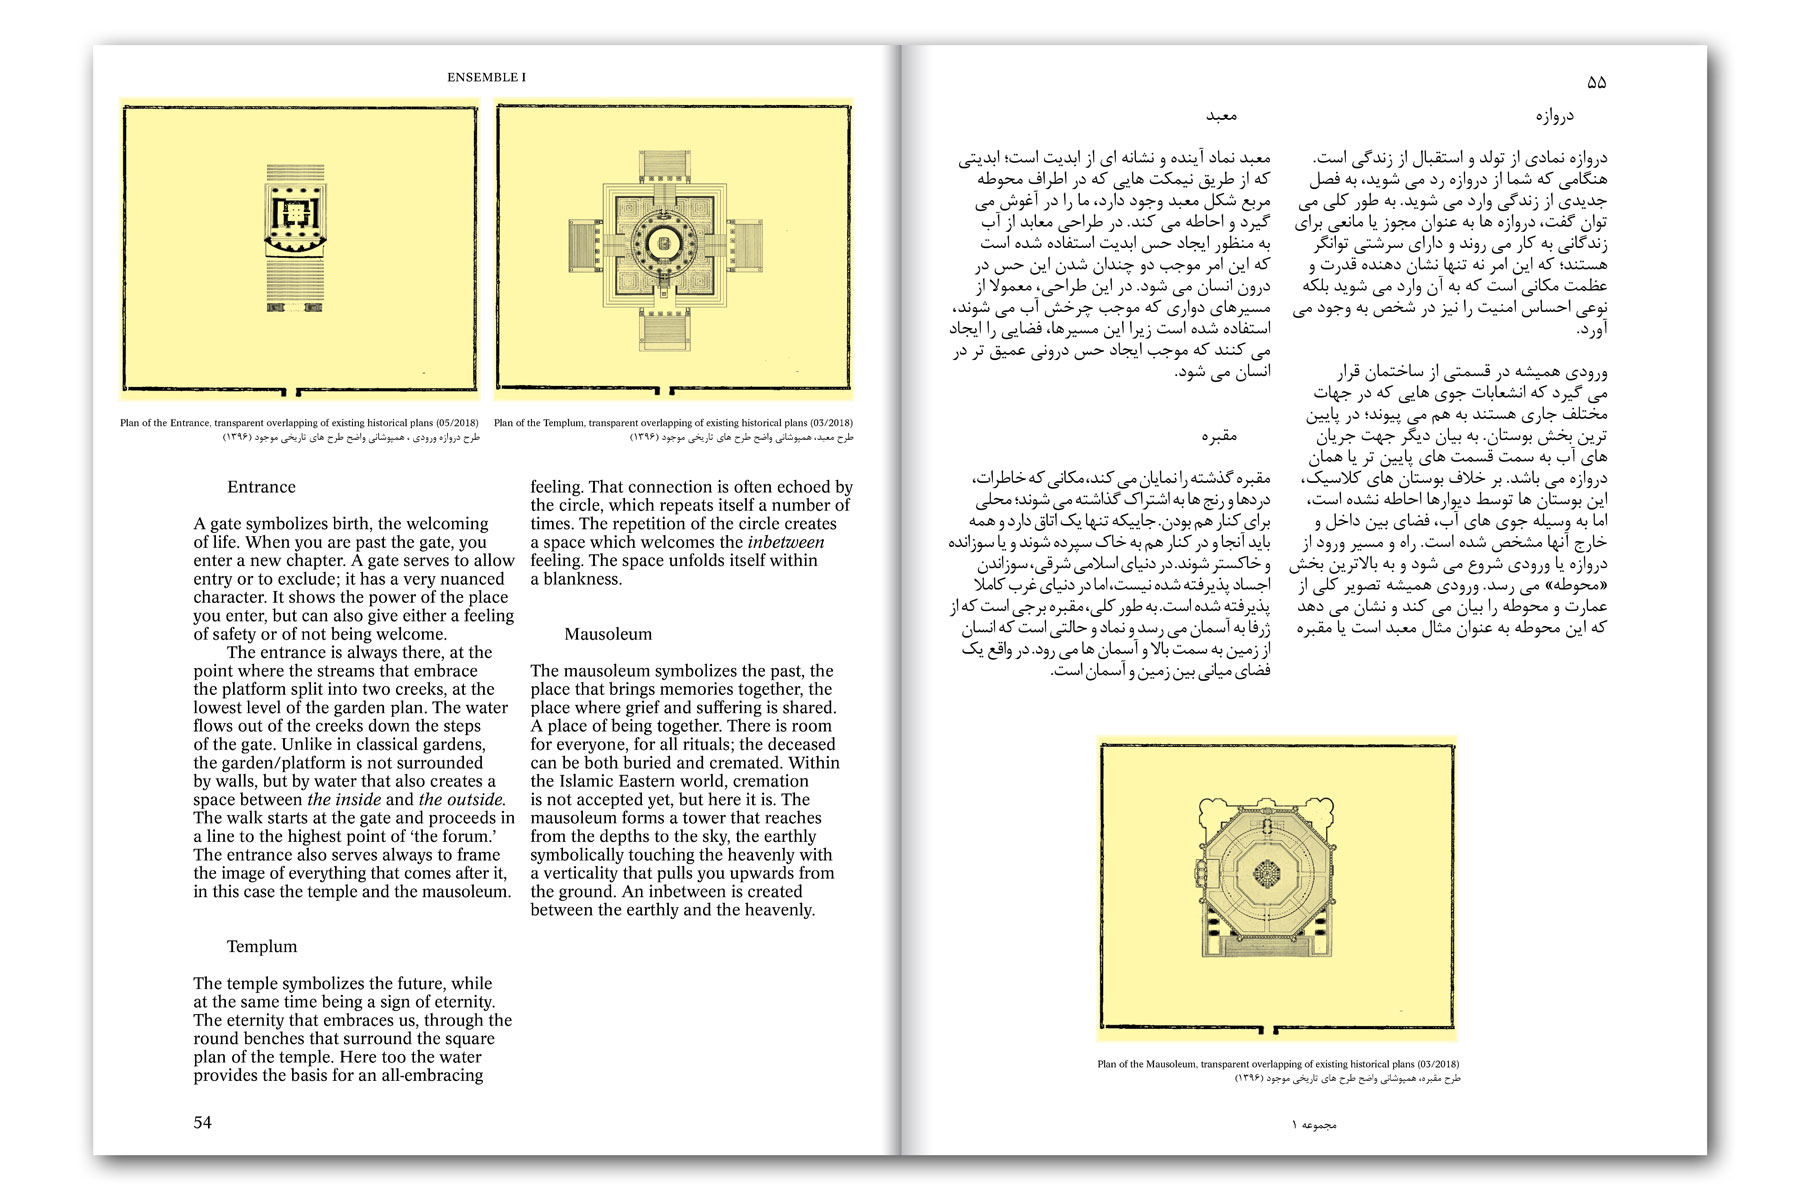 ENSEMBLE I
Plan of the Entrance, transparent overlapping of existing historical plans (05/2018)
طرح دروازه ورودی ، همپوشانی واضح طرح های تاریخی موجود (۱۳۹۶)
Plan of the Templum, transparent overlapping of existing historical plans (03/2018)
طرح معبد، همپوشانی واضح طرح های تاریخی موجود (۱۳۹۶)
Entrance
A gate symbolizes birth, the welcoming
of life. When you are past the gate, you
enter a new chapter. A gate serves to allow
entry or to exclude; it has a very nuanced
character. It shows the power of the place
you enter, but can also give either a feeling
of safety or of not being welcome.
The entrance is always there, at the
point where the streams that embrace
the platform split into two creeks, at the
lowest level of the garden plan. The water
flows out of the creeks down the steps
of the gate. Unlike in classical gardens,
the garden/platform is not surrounded
by walls, but by water that also creates a
space between the inside and the outside.
The walk starts at the gate and proceeds in
a line to the highest point of ‘the forum.’
The entrance also serves always to frame
the image of everything that comes after it,
in this case the temple and the mausoleum.
Templum
The temple symbolizes the future, while
at the same time being a sign of eternity.
The eternity that embraces us, through the
round benches that surround the square
plan of the temple. Here too the water
provides the basis for an all-embracing
feeling. That connection is often echoed by
the circle, which repeats itself a number of
times. The repetition of the circle creates
a space which welcomes the inbetween
feeling. The space unfolds itself within
a blankness.
Mausoleum
The mausoleum symbolizes the past, the
place that brings memories together, the
place where grief and suffering is shared.
A place of being together. There is room
for everyone, for all rituals; the deceased
can be both buried and cremated. Within
the Islamic Eastern world, cremation
is not accepted yet, but here it is. The
mausoleum forms a tower that reaches
from the depths to the sky, the earthly
symbolically touching the heavenly with
a verticality that pulls you upwards from
the ground. An inbetween is created
between the earthly and the heavenly.
54
۵۵
دروازه
دروازه نمادی از تولد و استقبال از زندگی است.
هنگامی که شما از دروازه رد می شوید، به فصل
جدیدی از زندگی وارد می شوید. به طور کلی می
توان گفت، دروازه ها به عنوان مجوز یا مانعی برای
زندگانی به کار می روند و دارای سرشتی توانگر
هستند؛ که این امر نه تنها نشان دهنده قدرت و
عظمت مکانی است که به آن وارد می شوید بلکه
نوعی احساس امنیت را نیز در شخص به وجود می
آورد.
ورودی همیشه در قسمتی از ساختمان قرار
می گیرد که انشعابات جوی هایی که در جهات
مختلف جاری هستند به هم می پیوند؛ در پایین
ترین بخش بوستان. به بیان دیگر جهت جریان
های آب به سمت قسمت های پایین تر یا همان
دروازه می باشد. بر خلاف بوستان های کلاسیک،
این بوستان ها توسط دیوارها احاطه نشده است،
اما به وسیله جوی های آب، فضای بین داخل و
خارج آنها مشخص شده است. راه و مسیر ورود از
دروازه یا ورودی شروع می شود و به بالاترین بخش
«محوطه» می رسد. ورودی همیشه تصویر کلی از
عمارت و محوطه را بیان می کند و نشان می دهد
که این محوطه به عنوان مثال معبد است یا مقبره
معبد
معبد نماد آینده و نشانه ای از ابدیت است؛ ابدیتی
که از طریق نیمکت هایی که در اطراف محوطه
مربع شکل معبد وجود دارد، ما را در آغوش می
گیرد و احاطه می کند. در طراحی معابد از آب
به منظور ایجاد حس ابدیت استفاده شده است
که این امر موجب دو چندان شدن این حس در
درون انسان می شود. در این طراحی، معمولا از
مسیرهای دواری که موجب چرخش آب می شوند،
استفاده شده است زیرا این مسیرها، فضایی را ایجاد
می کنند که موجب ایجاد حس درونی عمیق تر در
انسان می شود.
مقبره
مقبره گذشته را نمایان می کند، مکانی که خاطرات،
دردها و رنج ها به اشتراک گذاشته می شوند؛ محلی
برای کنار هم بودن. جاییکه تنها یک اتاق دارد و همه
باید آنجا و در کنار هم به خاک سپرده شوند و یا سوزانده
و خاکستر شوند. در دنیای اسلامی شرقی، سوزاندن
اجساد پذیرفته شده نیست، اما در دنیای غرب کاملا
پذیرفته شده است. به طور کلی، مقبره برجی است که از
ژرفا به آسمان می رسد و نماد و حالتی است که انسان
از زمین به سمت بالا و آسمان ها می رود. در واقع یک
فضای میانی بین زمین و آسمان است.
Plan of the Mausoleum, transparent overlapping of existing historical plans (03/2018)
طرح مقبره، همپوشانی واضح طرح های تاریخی موجود (۱۳۹۶)
مجموعه ۱